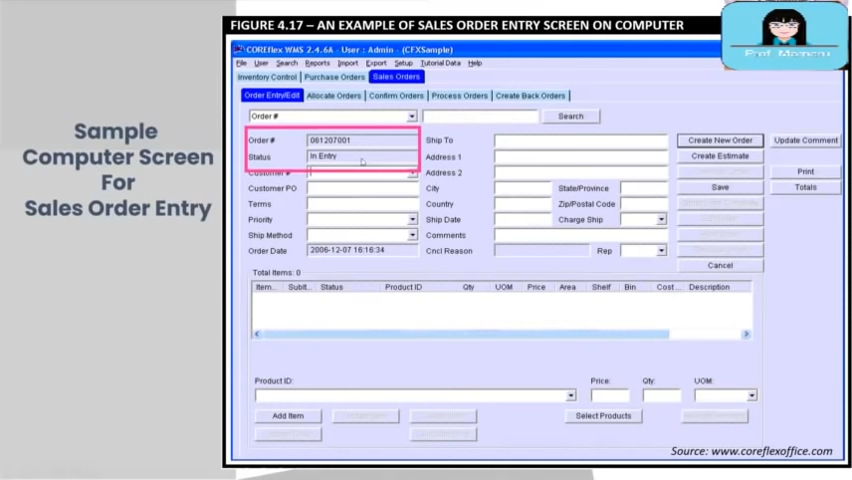 FIGURE 4.17 – AN EXAMPLE OF SALES ORDER ENTRY SCREEN ON COMPUTER
Sample
Computer Screen
For
Sales Order Entry
COREflex WMS 2.4.6A - User : Admin - (CFXSample)
File User Search Reports Import Export Setup Tutorial Data Help
Inventory Control Purchase Orders Sales Orders
Order Entry/Edit Allocate Orders Confirm Orders Process Orders Create Back Orders
Order # Search
Order # 061207001 Ship To Create New Order Update Comment
Status In Entry Address 1 Create Estimate
Customer # Address 2 Print
Customer PO City State/Province Save Totals
Terms Country Zip/Postal Code
Priority Ship Date Charge Ship
Ship Method Comments
Order Date 2006-12-07 16:16:34 Cncl Reason Rep
Cancel
Total Items: 0
Item... Subit... Status Product ID Qty UOM Price Area Shelf Bin Cost ... Description
Product ID: Price: Qty: UOM:
Add Item Select Products
Source: www.coreflexoffice.com